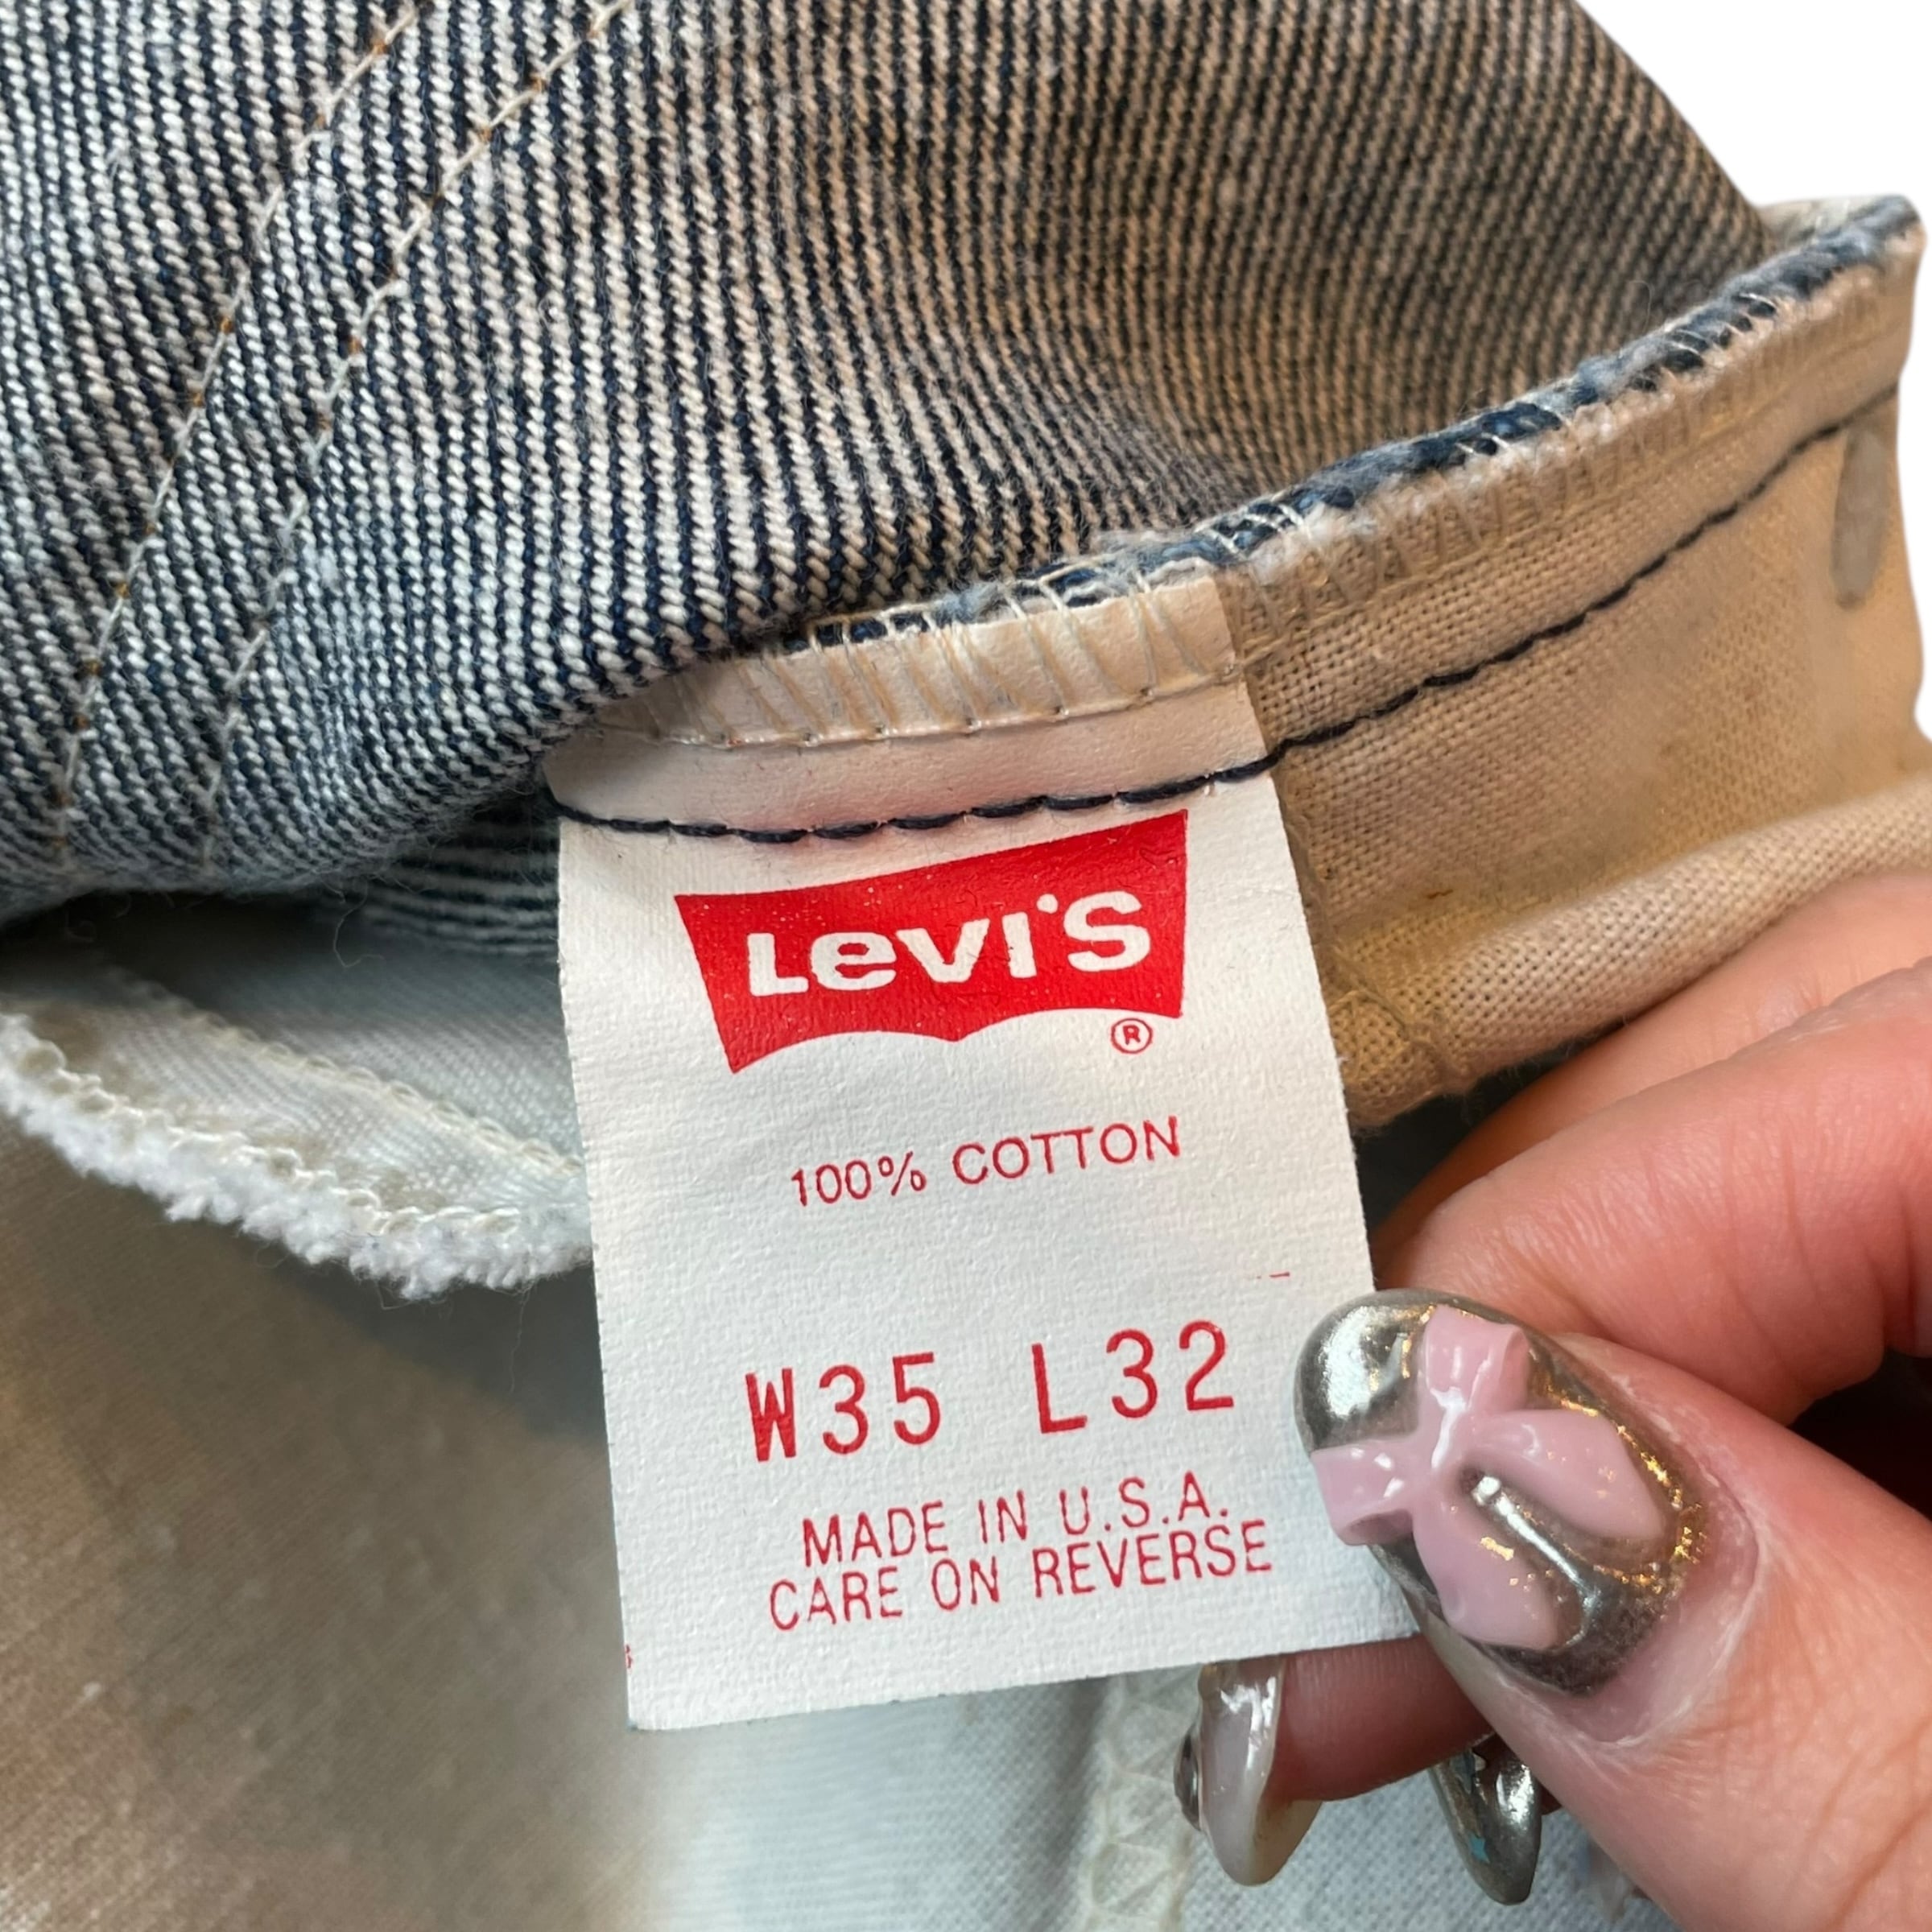 Levi's
®
100% COTTON
W35 L32
MADE IN U.S.A.
CARE ON REVERSE